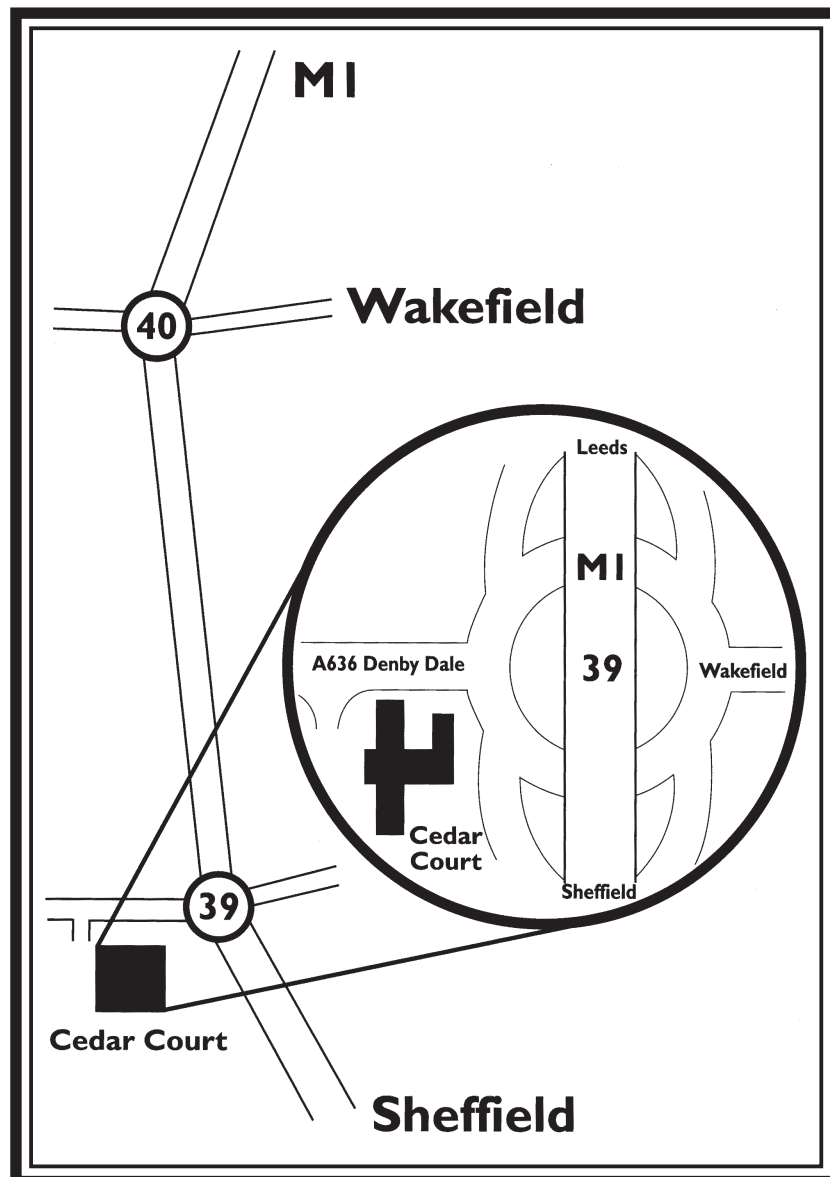 M1
Wakefield
40
Leeds
M1
A636 Denby Dale
39
Wakefield
Cedar
Court
Sheffield
39
Cedar Court
Sheffield